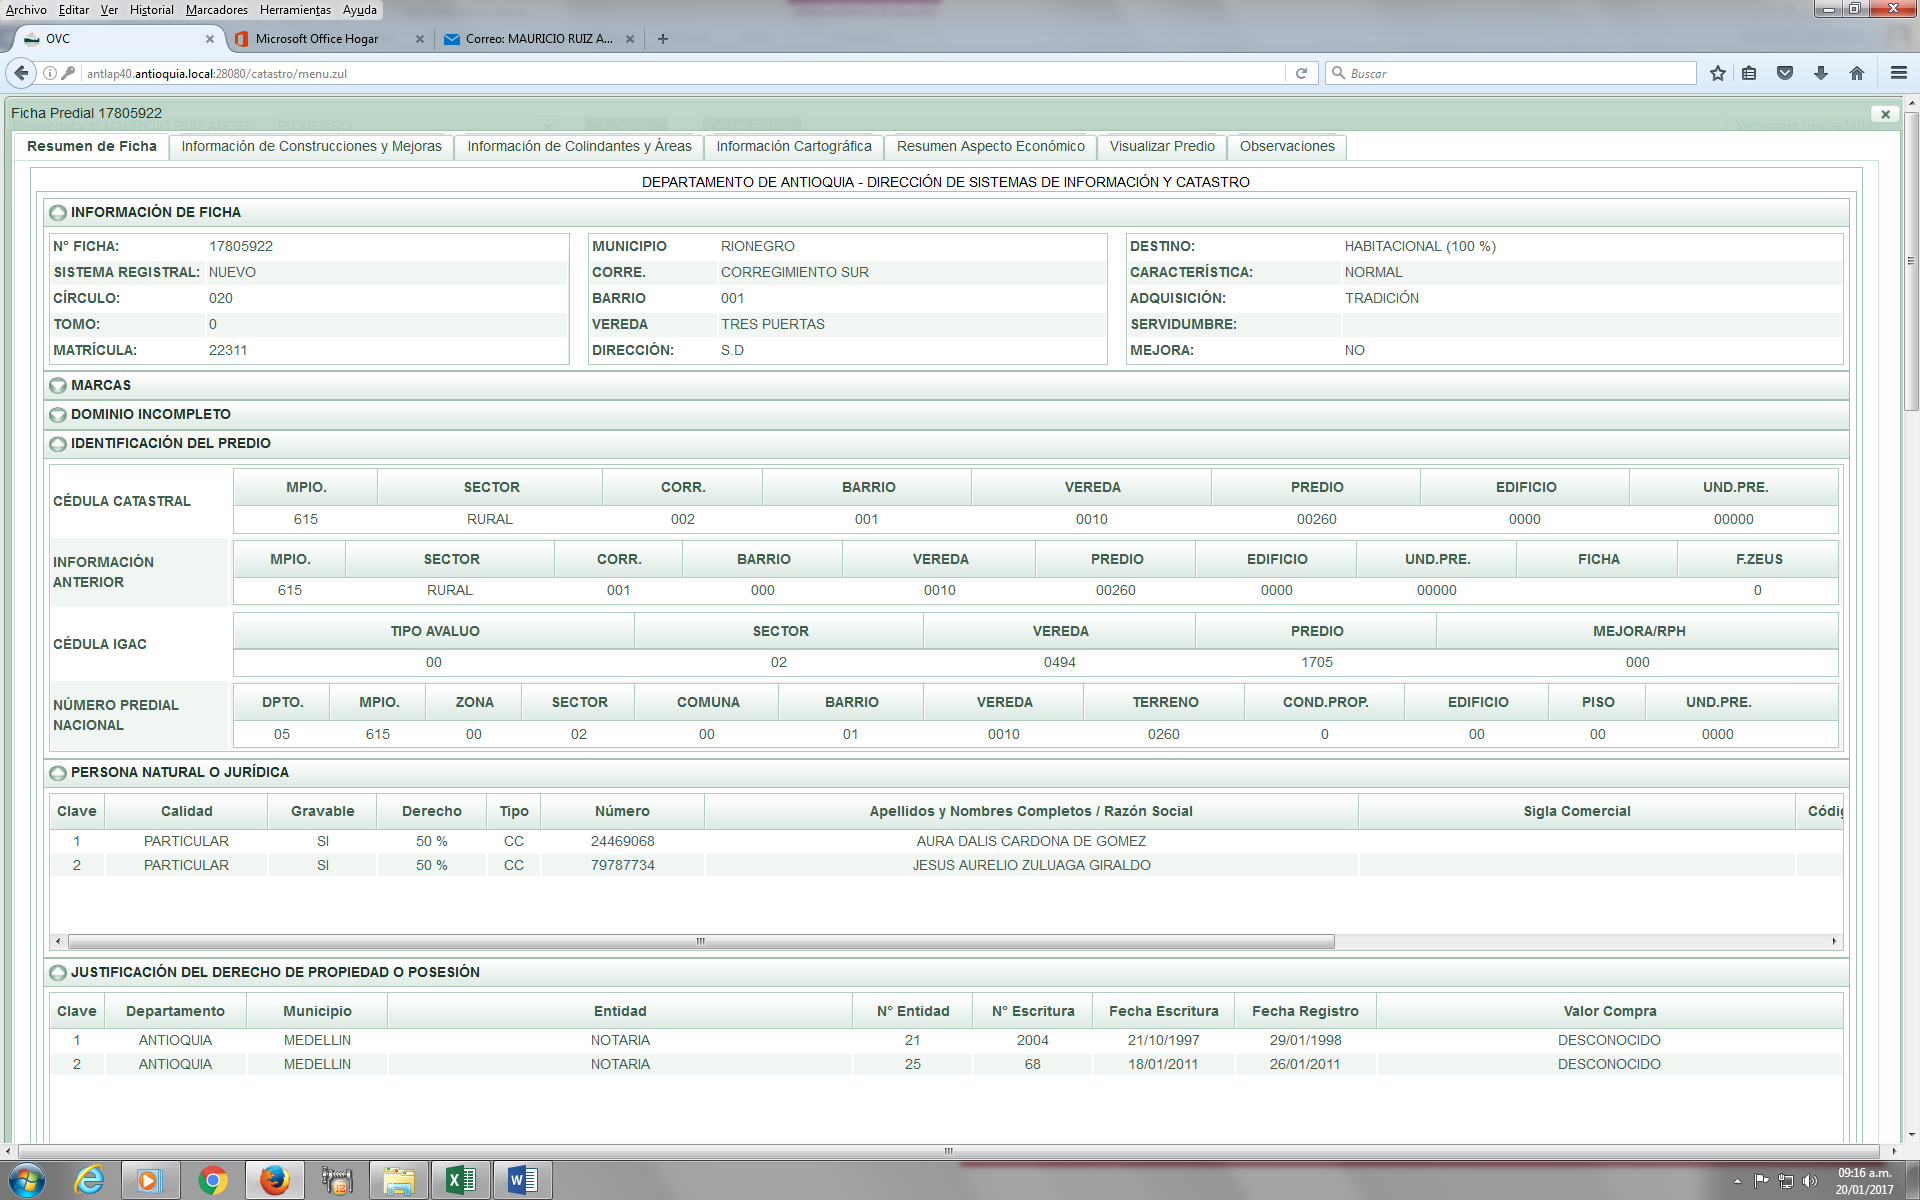 Archivo Editar Ver Historial Marcadores Herramientas Ayuda
OVC Microsoft Office Hogar Correo: MAURICIO RUIZ A...
antlap40.antioquia.local:28080/catastro/menu.zul Buscar
Ficha Predial 17805922
Resumen de Ficha Información de Construcciones y Mejoras Información de Colindantes y Áreas Información Cartográfica Resumen Aspecto Económico Visualizar Predio Observaciones
DEPARTAMENTO DE ANTIOQUIA - DIRECCIÓN DE SISTEMAS DE INFORMACIÓN Y CATASTRO
INFORMACIÓN DE FICHA
N° FICHA: 17805922 MUNICIPIO RIONEGRO DESTINO: HABITACIONAL (100 %)
SISTEMA REGISTRAL: NUEVO CORRE. CORREGIMIENTO SUR CARACTERÍSTICA: NORMAL
CÍRCULO: 020 BARRIO 001 ADQUISICIÓN: TRADICIÓN
TOMO: 0 VEREDA TRES PUERTAS SERVIDUMBRE:
MATRÍCULA: 22311 DIRECCIÓN: S.D MEJORA: NO
MARCAS
DOMINIO INCOMPLETO
IDENTIFICACIÓN DEL PREDIO
CÉDULA CATASTRAL
MPIO. SECTOR CORR. BARRIO VEREDA PREDIO EDIFICIO UND.PRE.
615 RURAL 002 001 0010 00260 0000 00000
INFORMACIÓN ANTERIOR
MPIO. SECTOR CORR. BARRIO VEREDA PREDIO EDIFICIO UND.PRE. FICHA F.ZEUS
615 RURAL 001 000 0010 00260 0000 00000 0
CÉDULA IGAC
TIPO AVALUO SECTOR VEREDA PREDIO MEJORA/RPH
00 02 0494 1705 000
NÚMERO PREDIAL NACIONAL
DPTO. MPIO. ZONA SECTOR COMUNA BARRIO VEREDA TERRENO COND.PROP. EDIFICIO PISO UND.PRE.
05 615 00 02 00 01 0010 0260 0 00 00 0000
PERSONA NATURAL O JURÍDICA
Clave Calidad Gravable Derecho Tipo Número Apellidos y Nombres Completos / Razón Social Sigla Comercial Códig
1 PARTICULAR SI 50 % CC 24469068 AURA DALIS CARDONA DE GOMEZ
2 PARTICULAR SI 50 % CC 79787734 JESUS AURELIO ZULUAGA GIRALDO
JUSTIFICACIÓN DEL DERECHO DE PROPIEDAD O POSESIÓN
Clave Departamento Municipio Entidad N° Entidad N° Escritura Fecha Escritura Fecha Registro Valor Compra
1 ANTIOQUIA MEDELLIN NOTARIA 21 2004 21/10/1997 29/01/1998 DESCONOCIDO
2 ANTIOQUIA MEDELLIN NOTARIA 25 68 18/01/2011 26/01/2011 DESCONOCIDO
09:16 a.m.
20/01/2017